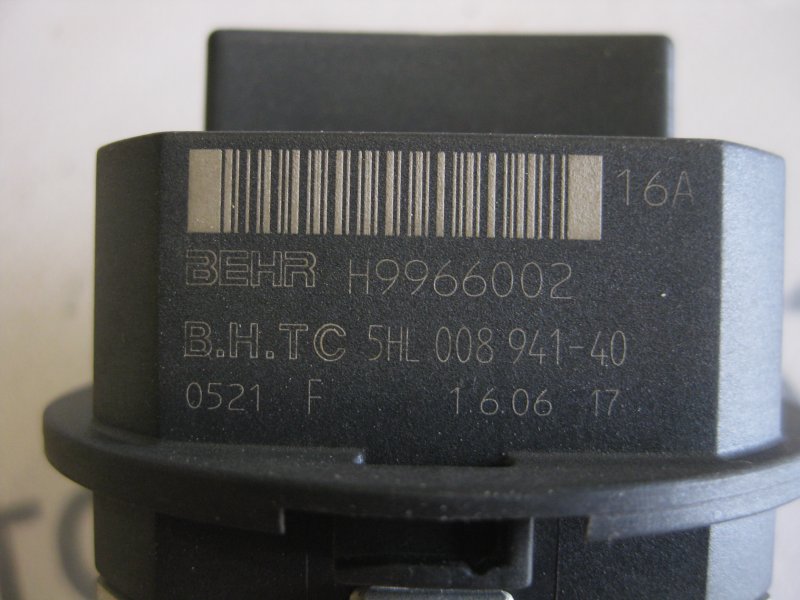 16A
BEHR H9966002
B.H.TC 5HL 008 941-40
0521 F 1.6.06 17